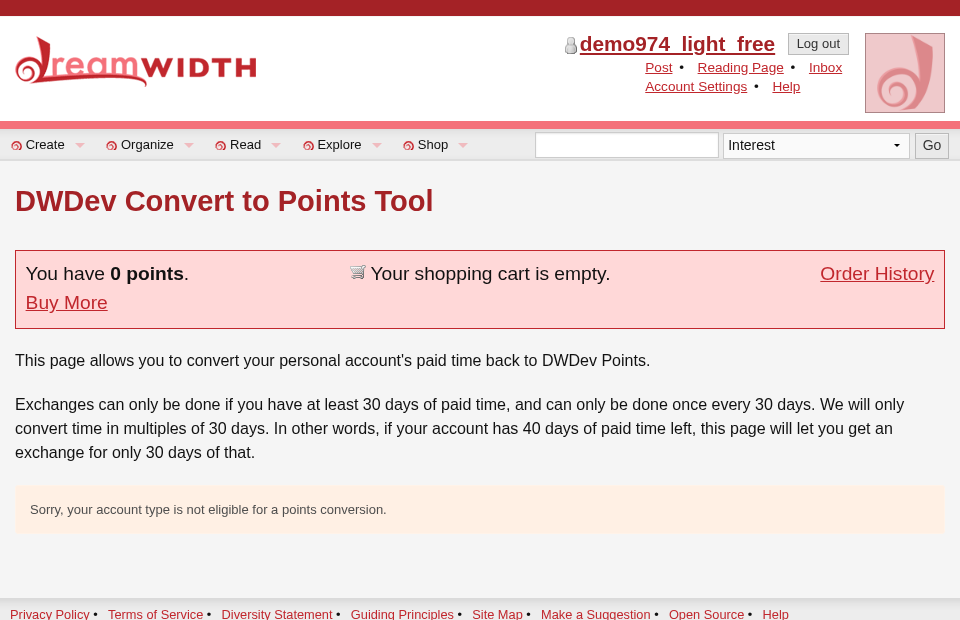 dreamWIDTH
demo974_light_free Log out
Post • Reading Page • Inbox
Account Settings • Help
Create Organize Read Explore Shop Interest Go
DWDev Convert to Points Tool
You have 0 points. Your shopping cart is empty. Order History
Buy More
This page allows you to convert your personal account's paid time back to DWDev Points.
Exchanges can only be done if you have at least 30 days of paid time, and can only be done once every 30 days. We will only
convert time in multiples of 30 days. In other words, if your account has 40 days of paid time left, this page will let you get an
exchange for only 30 days of that.
Sorry, your account type is not eligible for a points conversion.
Privacy Policy • Terms of Service • Diversity Statement • Guiding Principles • Site Map • Make a Suggestion • Open Source • Help